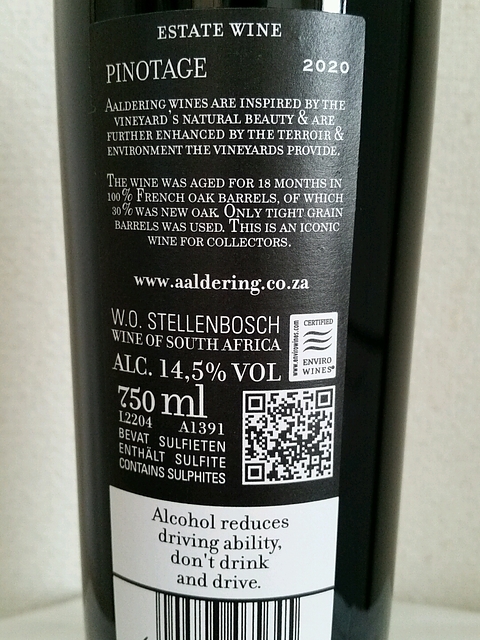 ESTATE WINE
PINOTAGE 2020
AALDERING WINES ARE INSPIRED BY THE
VINEYARD'S NATURAL BEAUTY & ARE
FURTHER ENHANCED BY THE TERROIR &
ENVIRONMENT THE VINEYARDS PROVIDE.
THE WINE WAS AGED FOR 18 MONTHS IN
100% FRENCH OAK BARRELS, OF WHICH
30% WAS NEW OAK. ONLY TIGHT GRAIN
BARRELS WAS USED. THIS IS AN ICONIC
WINE FOR COLLECTORS.
www.aaldering.co.za
W.O. STELLENBOSCH
WINE OF SOUTH AFRICA
ALC. 14,5% VOL
CERTIFIED
www.envirowines.com
ENVIRO
WINES®
750 ml
L2204 A1391
BEVAT SULFIETEN
ENTHÄLT SULFITE
CONTAINS SULPHITES
Alcohol reduces
driving ability,
don't drink
and drive.